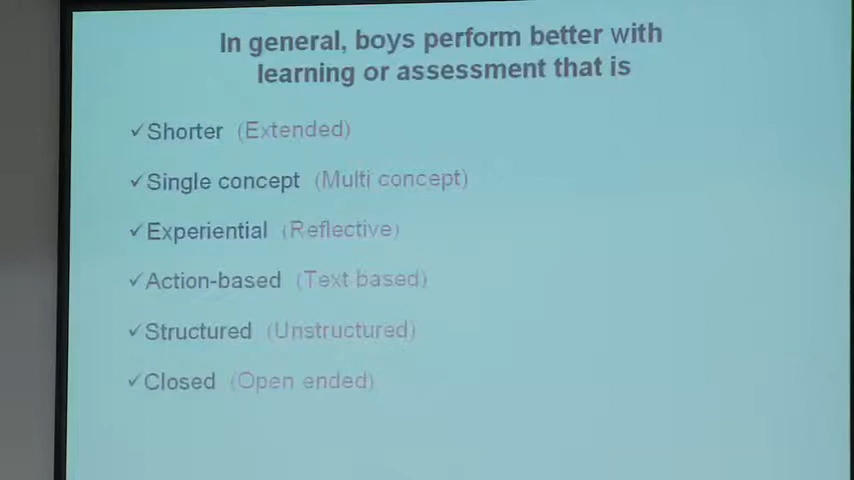 In general, boys perform better with
learning or assessment that is
✓Shorter (Extended)
✓Single concept (Multi concept)
✓Experiential (Reflective)
✓Action-based (Text based)
✓Structured (Unstructured)
✓Closed (Open ended)